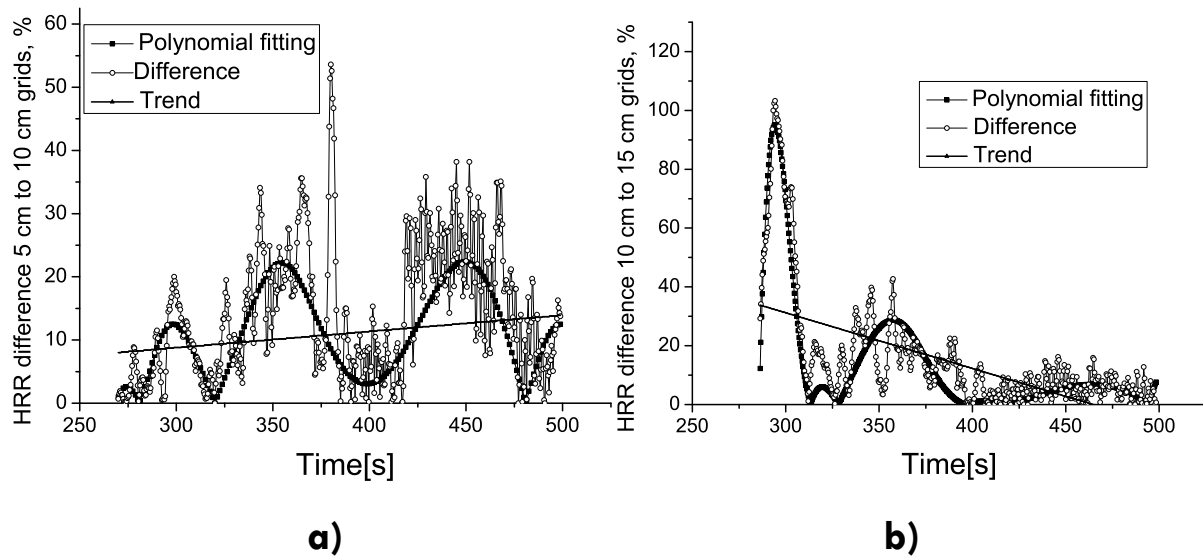 HRR difference 5 cm to 10 cm grids, %
60
50
40
30
20
10
0
Polynomial fitting
Difference
Trend
250 300 350 400 450 500
Time[s]
a)
HRR difference 10 cm to 15 cm grids, %
120
100
80
60
40
20
0
Polynomial fitting
Difference
Trend
250 300 350 400 450 500
Time[s]
b)